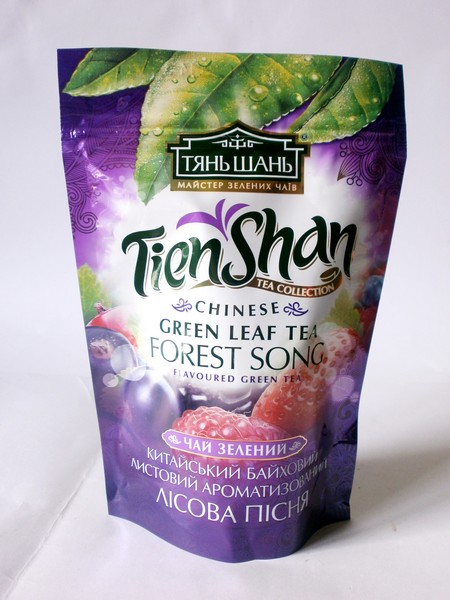 ТЯНЬ ШАНЬ
МАЙСТЕР ЗЕЛЕНИХ ЧАЇВ
TienShan
TEA COLLECTION
CHINESE
GREEN LEAF TEA
FOREST SONG
FLAVOURED GREEN TEA
ЧАЙ ЗЕЛЕНИЙ
КИТАЙСЬКИЙ БАЙХОВИЙ
ЛИСТОВИЙ АРОМАТИЗОВАНИЙ
ЛІСОВА ПІСНЯ